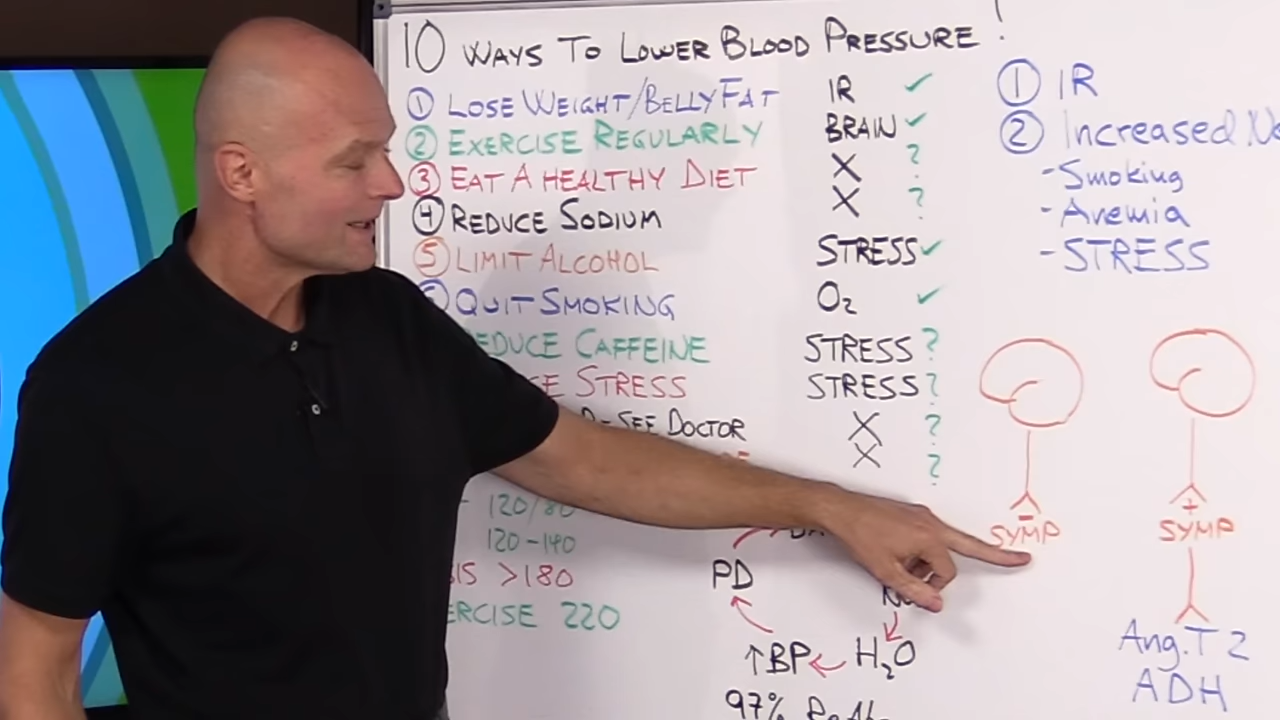 10 WAYS TO LOWER BLOOD PRESSURE!
① LOSE WEIGHT/BELLY FAT IR ✓
② EXERCISE REGULARLY BRAIN ✓
③ EAT A HEALTHY DIET X ?
④ REDUCE SODIUM X ?
⑤ LIMIT ALCOHOL STRESS ✓
QUIT SMOKING O₂ ✓
EDUCE CAFFEINE STRESS ?
STRESS STRESS ?
SEE DOCTOR X ?
X ?
120/80
120-140
IS >180
ERCISE 220
① IR
② Increased
-Smoking
-Anemia
-STRESS
-
SYMP
+
SYMP
Ang.T 2
ADH
PD
↑BP ← H₂O
97%